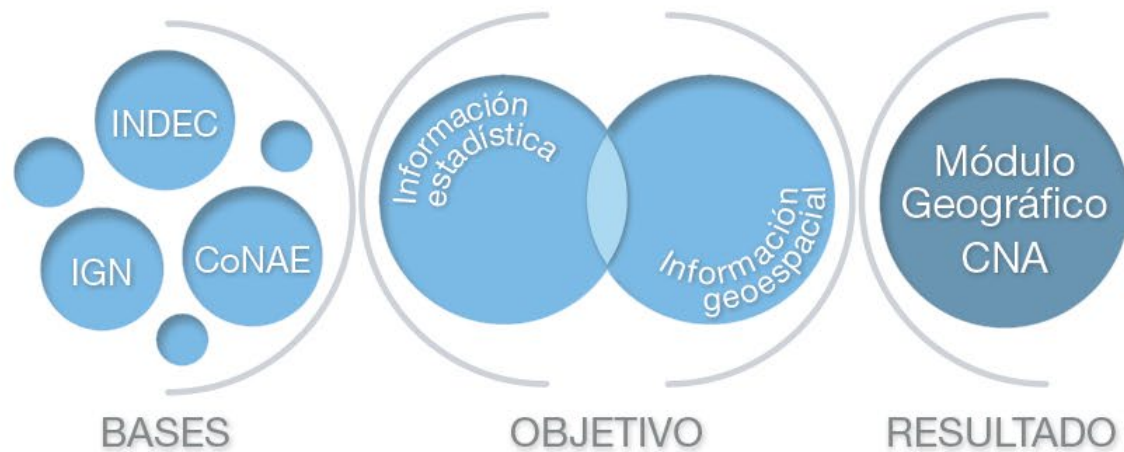 INDEC
IGN
CoNAE
BASES
Información
estadística
Información
geoespacial
OBJETIVO
Módulo
Geográfico
CNA
RESULTADO